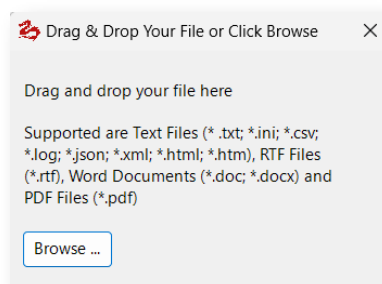 Drag & Drop Your File or Click Browse
Drag and drop your file here
Supported are Text Files (* .txt; *.ini; *.csv;
*.log; *.json; *.xml; *.html; *.htm), RTF Files
(*.rtf), Word Documents (*.doc; *.docx) and
PDF Files (*.pdf)
Browse ...